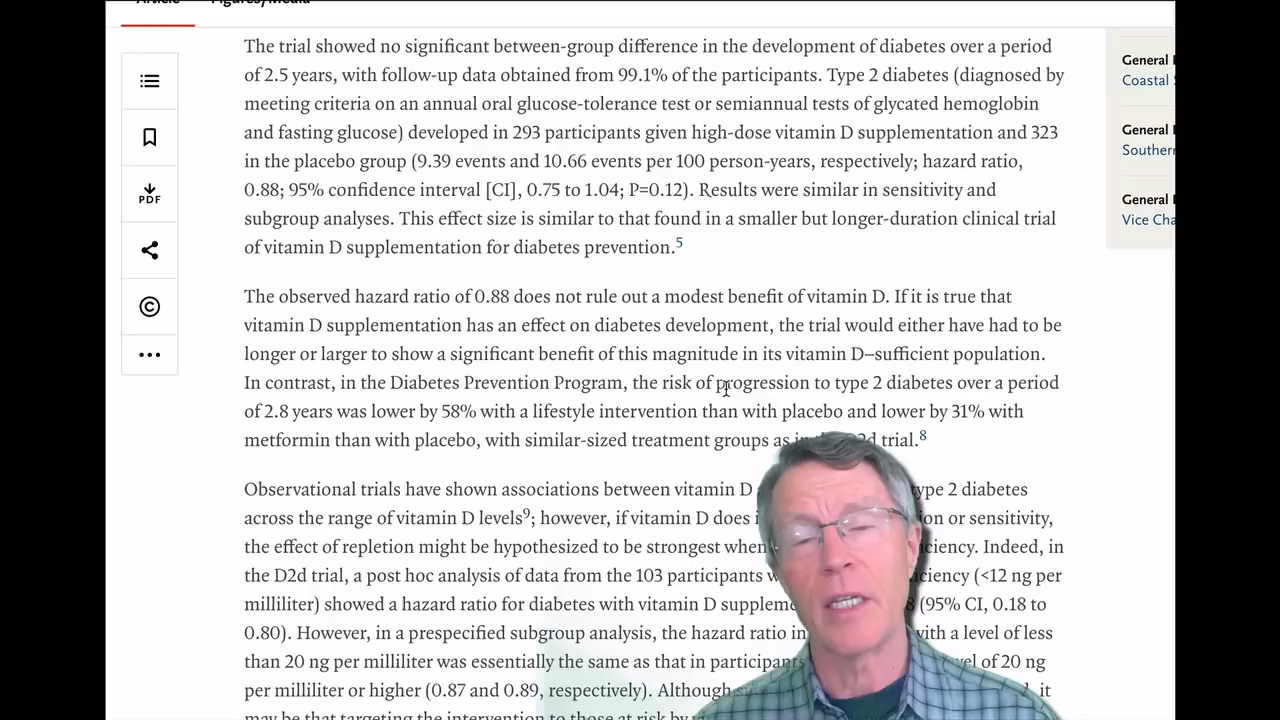 The trial showed no significant between-group difference in the development of diabetes over a period
of 2.5 years, with follow-up data obtained from 99.1% of the participants. Type 2 diabetes (diagnosed by
meeting criteria on an annual oral glucose-tolerance test or semiannual tests of glycated hemoglobin
and fasting glucose) developed in 293 participants given high-dose vitamin D supplementation and 323
in the placebo group (9.39 events and 10.66 events per 100 person-years, respectively; hazard ratio,
0.88; 95% confidence interval [CI], 0.75 to 1.04; P=0.12). Results were similar in sensitivity and
subgroup analyses. This effect size is similar to that found in a smaller but longer-duration clinical trial
of vitamin D supplementation for diabetes prevention.5
The observed hazard ratio of 0.88 does not rule out a modest benefit of vitamin D. If it is true that
vitamin D supplementation has an effect on diabetes development, the trial would either have had to be
longer or larger to show a significant benefit of this magnitude in its vitamin D–sufficient population.
In contrast, in the Diabetes Prevention Program, the risk of progression to type 2 diabetes over a period
of 2.8 years was lower by 58% with a lifestyle intervention than with placebo and lower by 31% with
metformin than with placebo, with similar-sized treatment groups as in trial.8
Observational trials have shown associations between vitamin D type 2 diabetes
across the range of vitamin D levels9; however, if vitamin D does or sensitivity,
the effect of repletion might be hypothesized to be strongest when Indeed, in
the D2d trial, a post hoc analysis of data from the 103 participants (<12 ng per
milliliter) showed a hazard ratio for diabetes with vitamin D (95% CI, 0.18 to
0.80). However, in a prespecified subgroup analysis, the hazard ratio in with a level of less
than 20 ng per milliliter was essentially the same as that in participants of 20 ng
per milliliter or higher (0.87 and 0.89, respectively). Although it
may be that targeting the intervention to those at risk by
PDF
General
Coastal
General
Southern
General
Vice